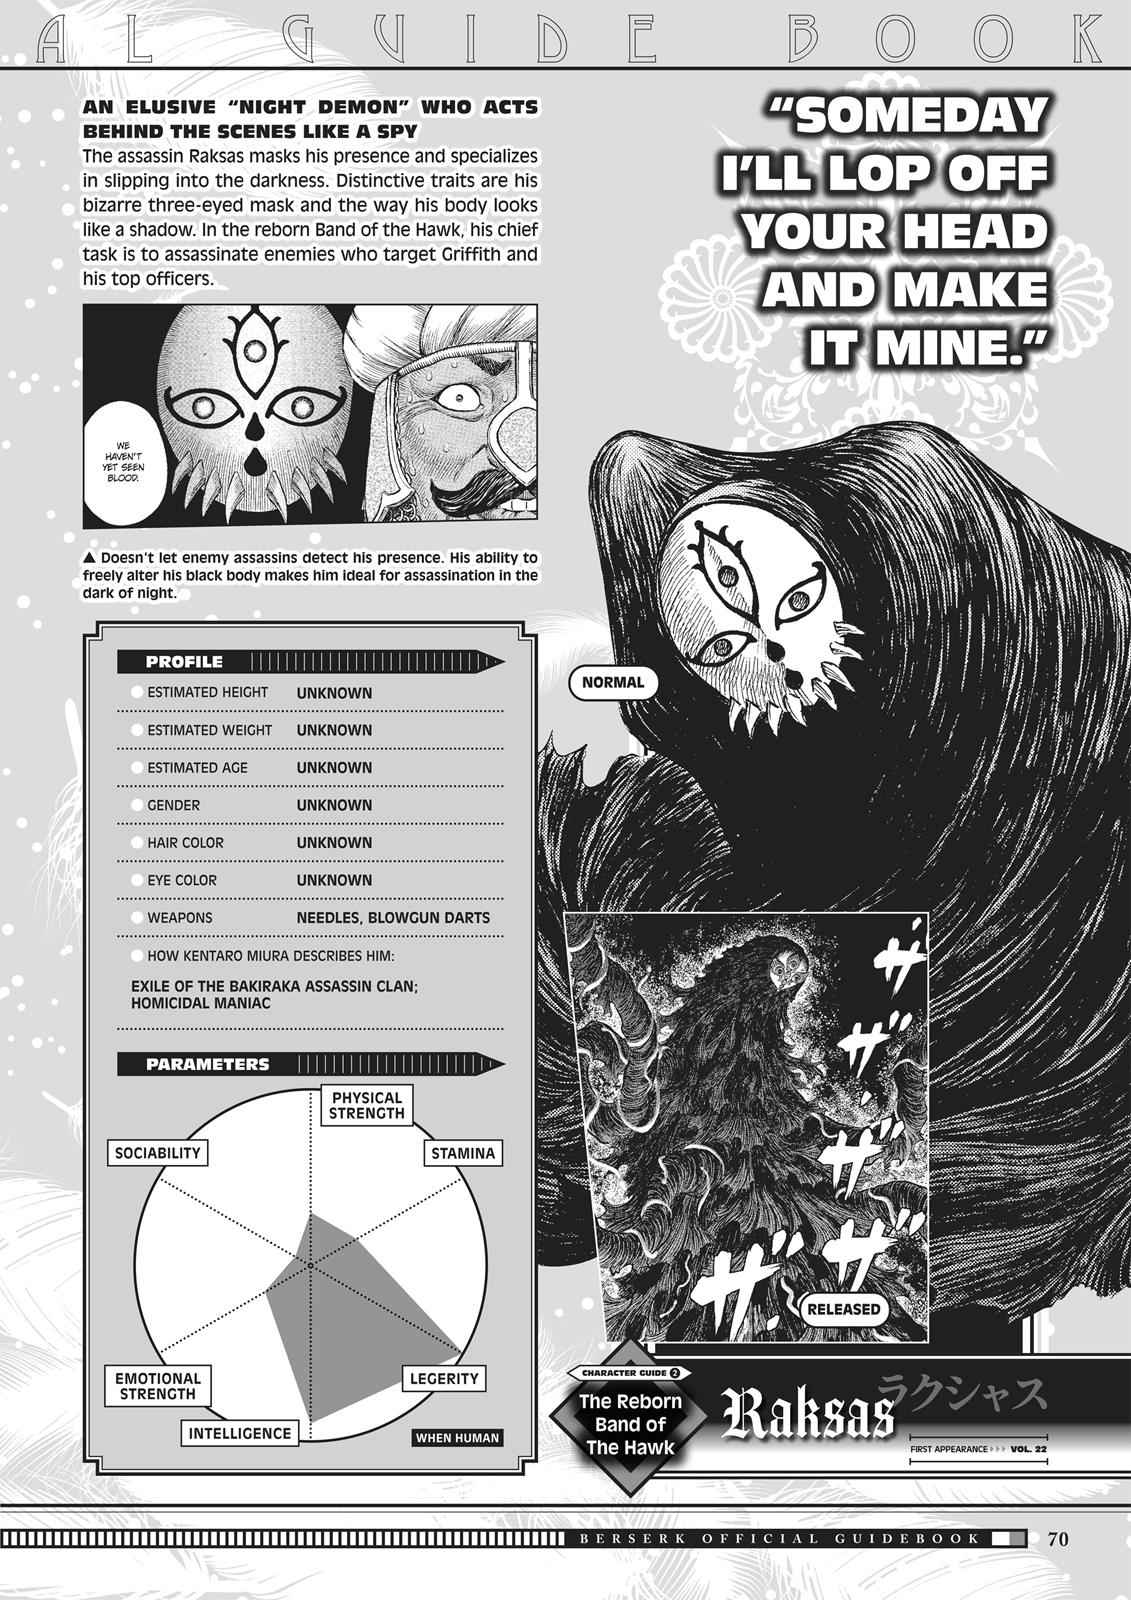 AL GUIDE BOOK
AN ELUSIVE “NIGHT DEMON” WHO ACTS
BEHIND THE SCENES LIKE A SPY
The assassin Raksas masks his presence and specializes
in slipping into the darkness. Distinctive traits are his
bizarre three-eyed mask and the way his body looks
like a shadow. In the reborn Band of the Hawk, his chief
task is to assassinate enemies who target Griffith and
his top officers.
WE
HAVEN'T
YET SEEN
BLOOD.
▲ Doesn't let enemy assassins detect his presence. His ability to
freely alter his black body makes him ideal for assassination in the
dark of night.
“SOMEDAY
I'LL LOP OFF
YOUR HEAD
AND MAKE
IT MINE.”
NORMAL
PROFILE
ESTIMATED HEIGHT UNKNOWN
ESTIMATED WEIGHT UNKNOWN
ESTIMATED AGE UNKNOWN
GENDER UNKNOWN
HAIR COLOR UNKNOWN
EYE COLOR UNKNOWN
WEAPONS NEEDLES, BLOWGUN DARTS
HOW KENTARO MIURA DESCRIBES HIM:
EXILE OF THE BAKIRAKA ASSASSIN CLAN;
HOMICIDAL MANIAC
PARAMETERS
PHYSICAL
STRENGTH
SOCIABILITY
STAMINA
EMOTIONAL
STRENGTH
LEGERITY
INTELLIGENCE
WHEN HUMAN
ザ
ザ
ザ
ザ
ザ
RELEASED
CHARACTER GUIDE 2
The Reborn
Band of
The Hawk
Raksas
ラクシャス
FIRST APPEARANCE ▸▸▸ VOL. 22
BERSERK OFFICIAL GUIDEBOOK
70